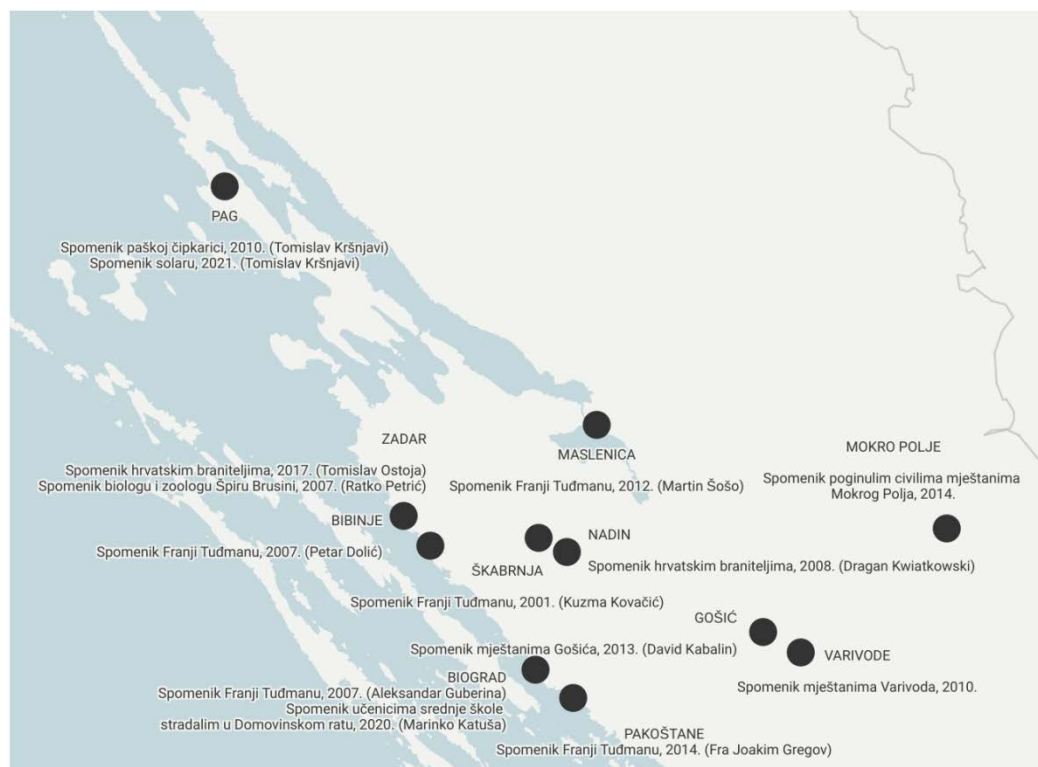 PAG
Spomenik paškoj čipkarici, 2010. (Tomislav Kršnjavi)
Spomenik solaru, 2021. (Tomislav Kršnjavi)
ZADAR
Spomenik hrvatskim braniteljima, 2017. (Tomislav Ostoja)
Spomenik biologu i zoologu Špiru Brusini, 2007. (Ratko Petrić)
MASLENICA
Spomenik Franji Tuđmanu, 2012. (Martin Šošo)
MOKRO POLJE
Spomenik poginulim civilima mještanima
Mokrog Polja, 2014.
BIBINJE
Spomenik Franji Tuđmanu, 2007. (Petar Dolić)
NADIN
Spomenik hrvatskim braniteljima, 2008. (Dragan Kwiatkowski)
ŠKABRNJA
Spomenik Franji Tuđmanu, 2001. (Kuzma Kovačić)
GOŠIĆ
Spomenik mještanima Gošića, 2013. (David Kabalin)
VARIVODE
Spomenik mještanima Varivoda, 2010.
BIOGRAD
Spomenik Franji Tuđmanu, 2007. (Aleksandar Guberina)
Spomenik učenicima srednje škole
stradalim u Domovinskom ratu, 2020. (Marinko Katuša)
PAKOŠTANE
Spomenik Franji Tuđmanu, 2014. (Fra Joakim Gregov)